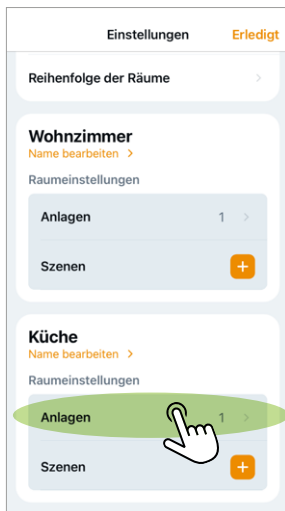 Einstellungen Erledigt
Reihenfolge der Räume
Wohnzimmer
Name bearbeiten
Raumeinstellungen
Anlagen 1
Szenen +
Küche
Name bearbeiten
Raumeinstellungen
Anlagen 1
Szenen +